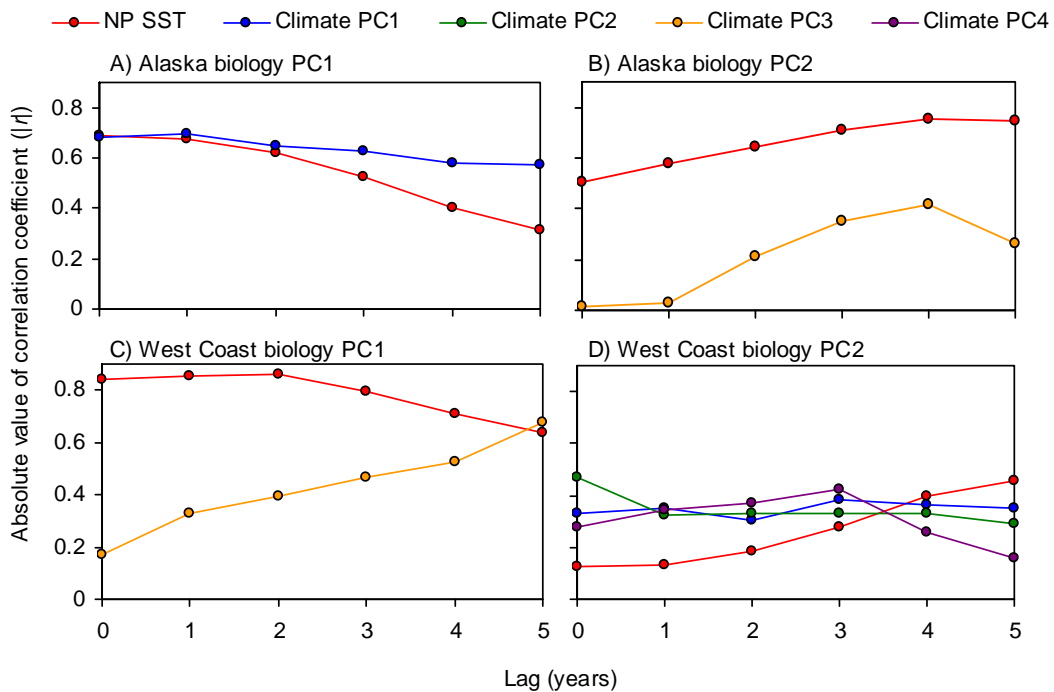 NP SST Climate PC1 Climate PC2 Climate PC3 Climate PC4
A) Alaska biology PC1
B) Alaska biology PC2
0.8
0.6
0.4
0.2
0
C) West Coast biology PC1
D) West Coast biology PC2
0.8
0.6
0.4
0.2
0
0 1 2 3 4 5 0 1 2 3 4 5
Lag (years)
Absolute value of correlation coefficient (|r|)